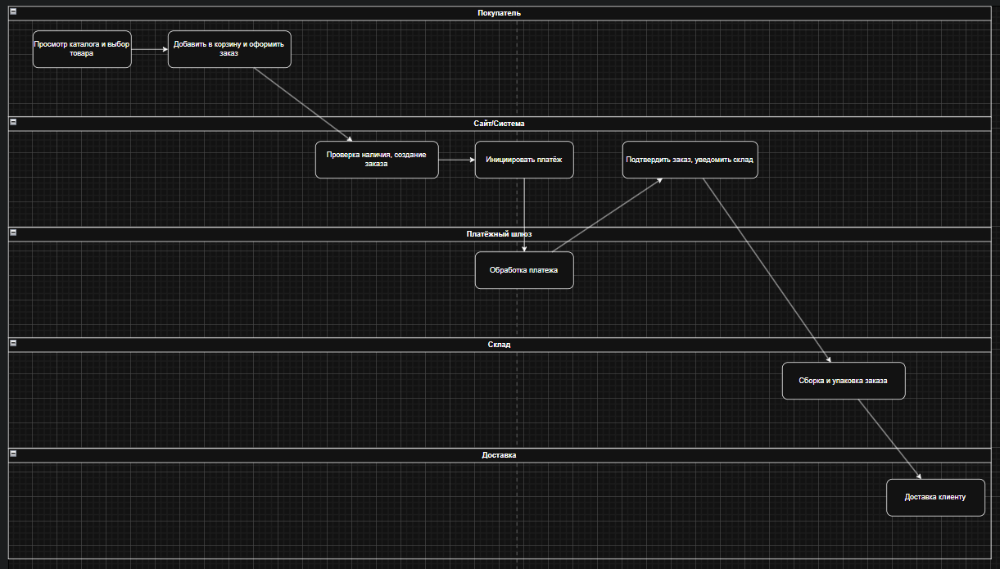 Покупатель
Просмотр каталога и выбор
товара
Добавить в корзину и оформить
заказ
Сайт/Система
Проверка наличия, создание
заказа
Инициировать платёж
Подтвердить заказ, уведомить склад
Платёжный шлюз
Обработка платежа
Склад
Сборка и упаковка заказа
Доставка
Доставка клиенту